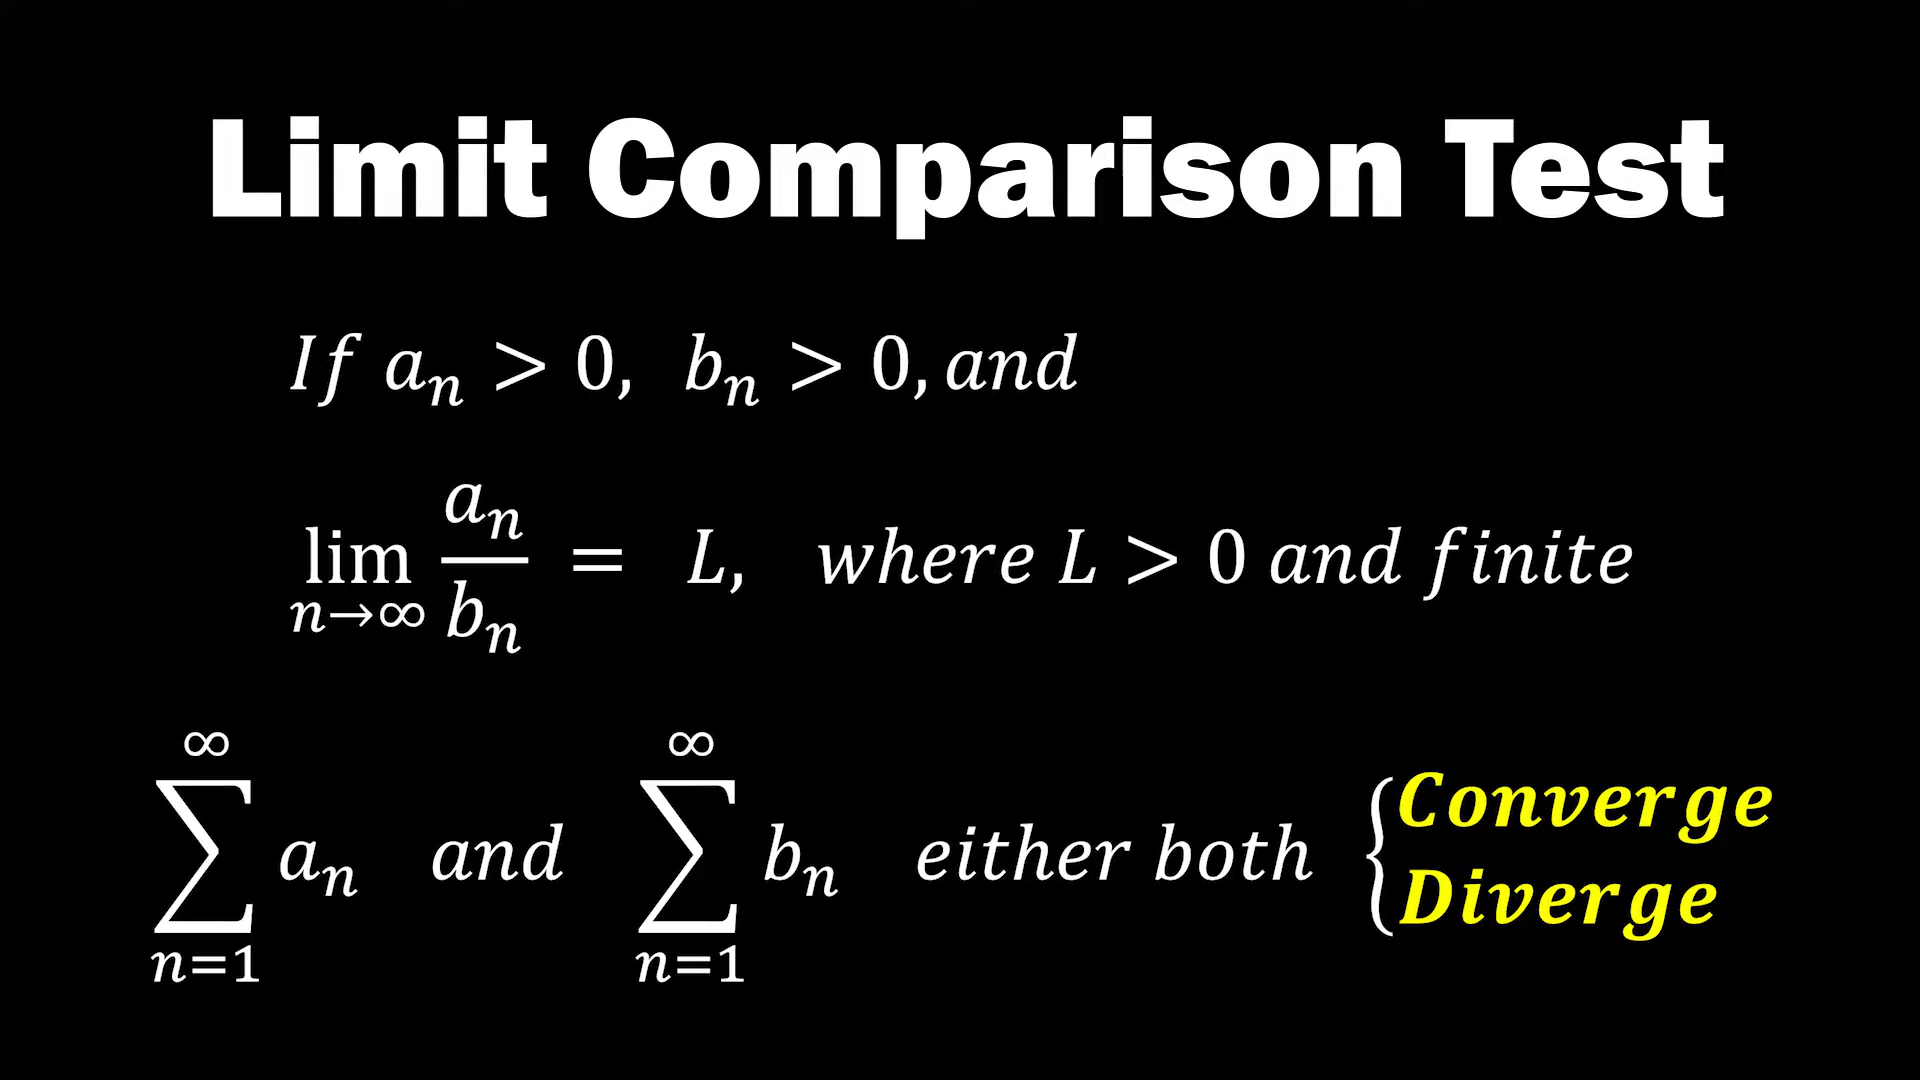 Limit Comparison Test
If aₙ > 0, bₙ > 0, and
lim n→∞ aₙ/bₙ = L, where L > 0 and finite
∞ ∑ n=1 aₙ and ∞ ∑ n=1 bₙ either both { Converge
Diverge